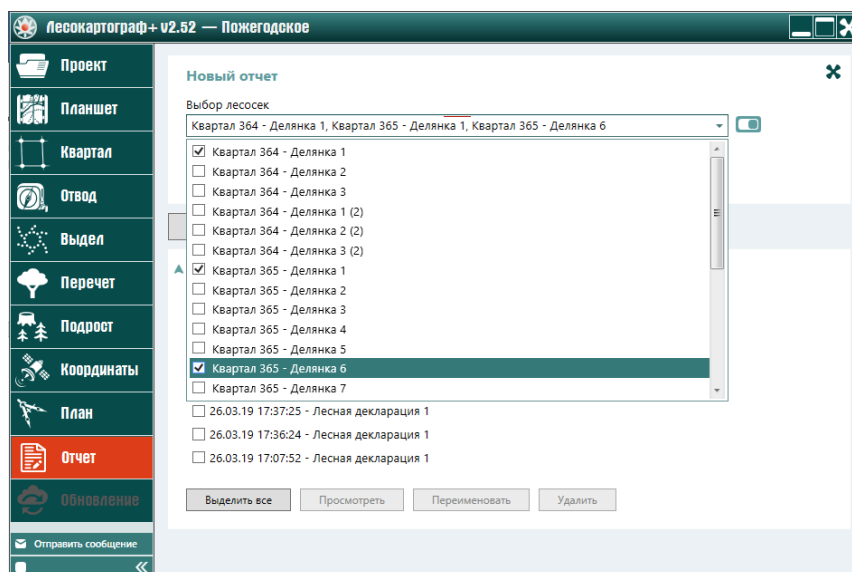 Лесокартограф+ v2.52 — Пожегодское
Проект
Планшет
Квартал
Отвод
Выдел
Перечет
Подрост
Координаты
План
Отчет
Обновление
Отправить сообщение
Новый отчет
Выбор лесосек
Квартал 364 - Делянка 1, Квартал 365 - Делянка 1, Квартал 365 - Делянка 6
Квартал 364 - Делянка 1
Квартал 364 - Делянка 2
Квартал 364 - Делянка 3
Квартал 364 - Делянка 1 (2)
Квартал 364 - Делянка 2 (2)
Квартал 364 - Делянка 3 (2)
Квартал 365 - Делянка 1
Квартал 365 - Делянка 2
Квартал 365 - Делянка 3
Квартал 365 - Делянка 4
Квартал 365 - Делянка 5
Квартал 365 - Делянка 6
Квартал 365 - Делянка 7
26.03.19 17:37:25 - Лесная декларация 1
26.03.19 17:36:24 - Лесная декларация 1
26.03.19 17:07:52 - Лесная декларация 1
Выделить все
Просмотреть
Переименовать
Удалить